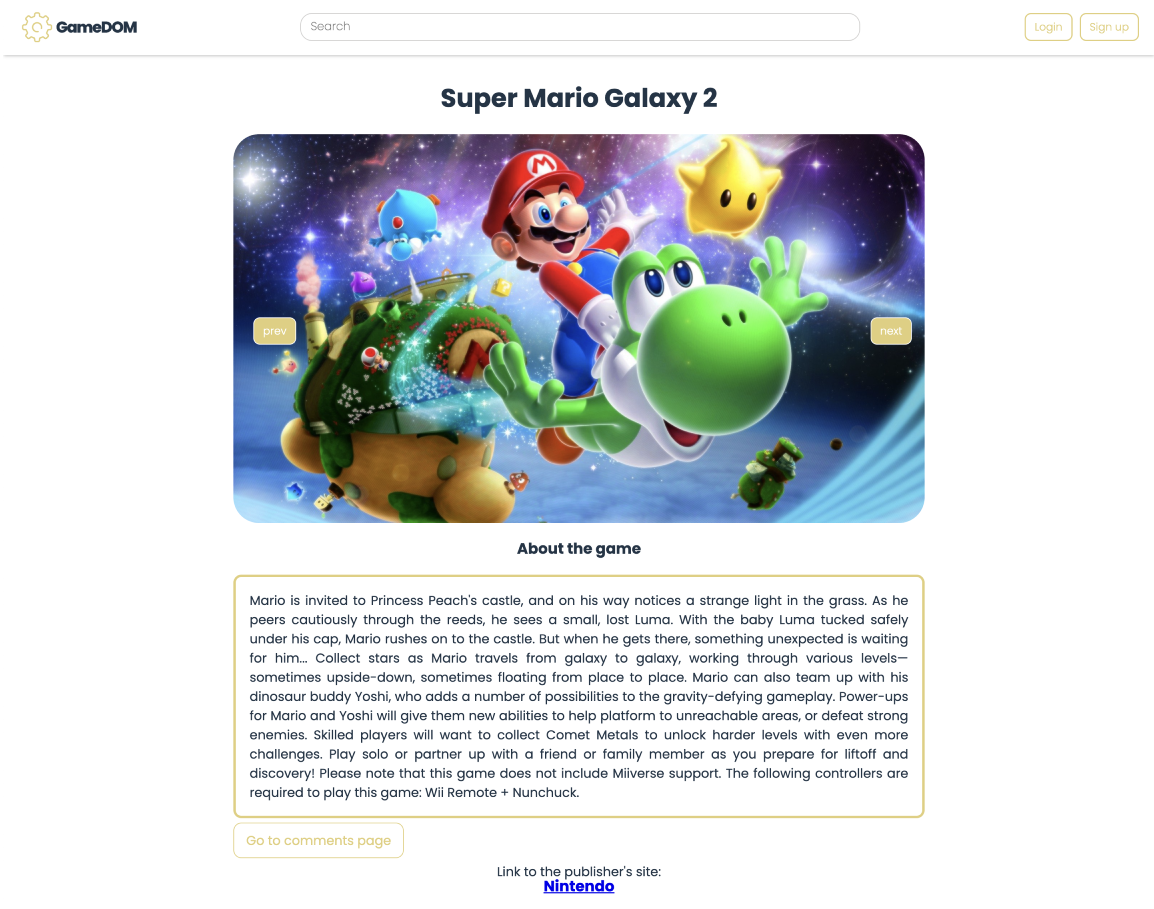 GameDOM
Search
Login
Sign up
Super Mario Galaxy 2
M
prev
next
About the game
Mario is invited to Princess Peach's castle, and on his way notices a strange light in the grass. As he
peers cautiously through the reeds, he sees a small, lost Luma. With the baby Luma tucked safely
under his cap, Mario rushes on to the castle. But when he gets there, something unexpected is waiting
for him... Collect stars as Mario travels from galaxy to galaxy, working through various levels—
sometimes upside-down, sometimes floating from place to place. Mario can also team up with his
dinosaur buddy Yoshi, who adds a number of possibilities to the gravity-defying gameplay. Power-ups
for Mario and Yoshi will give them new abilities to help platform to unreachable areas, or defeat strong
enemies. Skilled players will want to collect Comet Metals to unlock harder levels with even more
challenges. Play solo or partner up with a friend or family member as you prepare for liftoff and
discovery! Please note that this game does not include Miiverse support. The following controllers are
required to play this game: Wii Remote + Nunchuck.
Go to comments page
Link to the publisher's site:
Nintendo